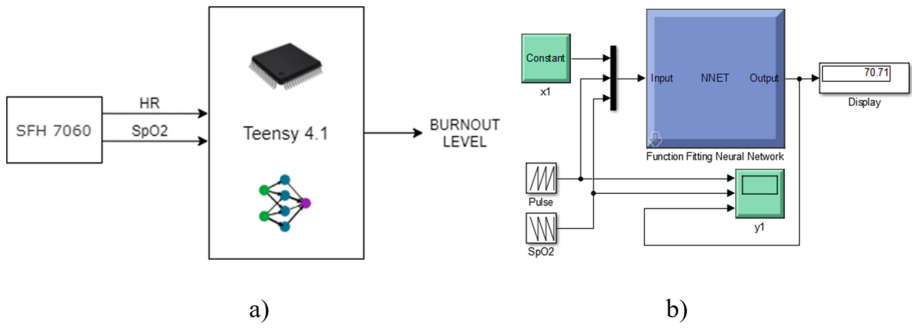 SFH 7060
HR
SpO2
Teensy 4.1
BURNOUT
LEVEL
a)
Constant
x1
Input
NNET
Output
70.71
Display
Function Fitting Neural Network
Pulse
SpO2
y1
b)